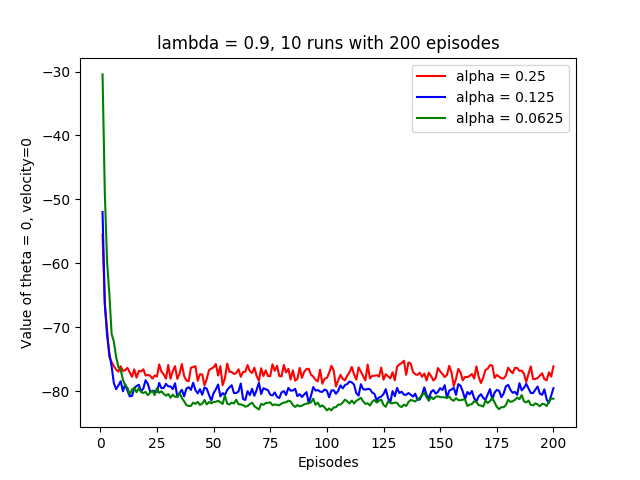 lambda = 0.9, 10 runs with 200 episodes
alpha = 0.25
alpha = 0.125
alpha = 0.0625
Value of theta = 0, velocity=0
−30
−40
−50
−60
−70
−80
0 25 50 75 100 125 150 175 200
Episodes